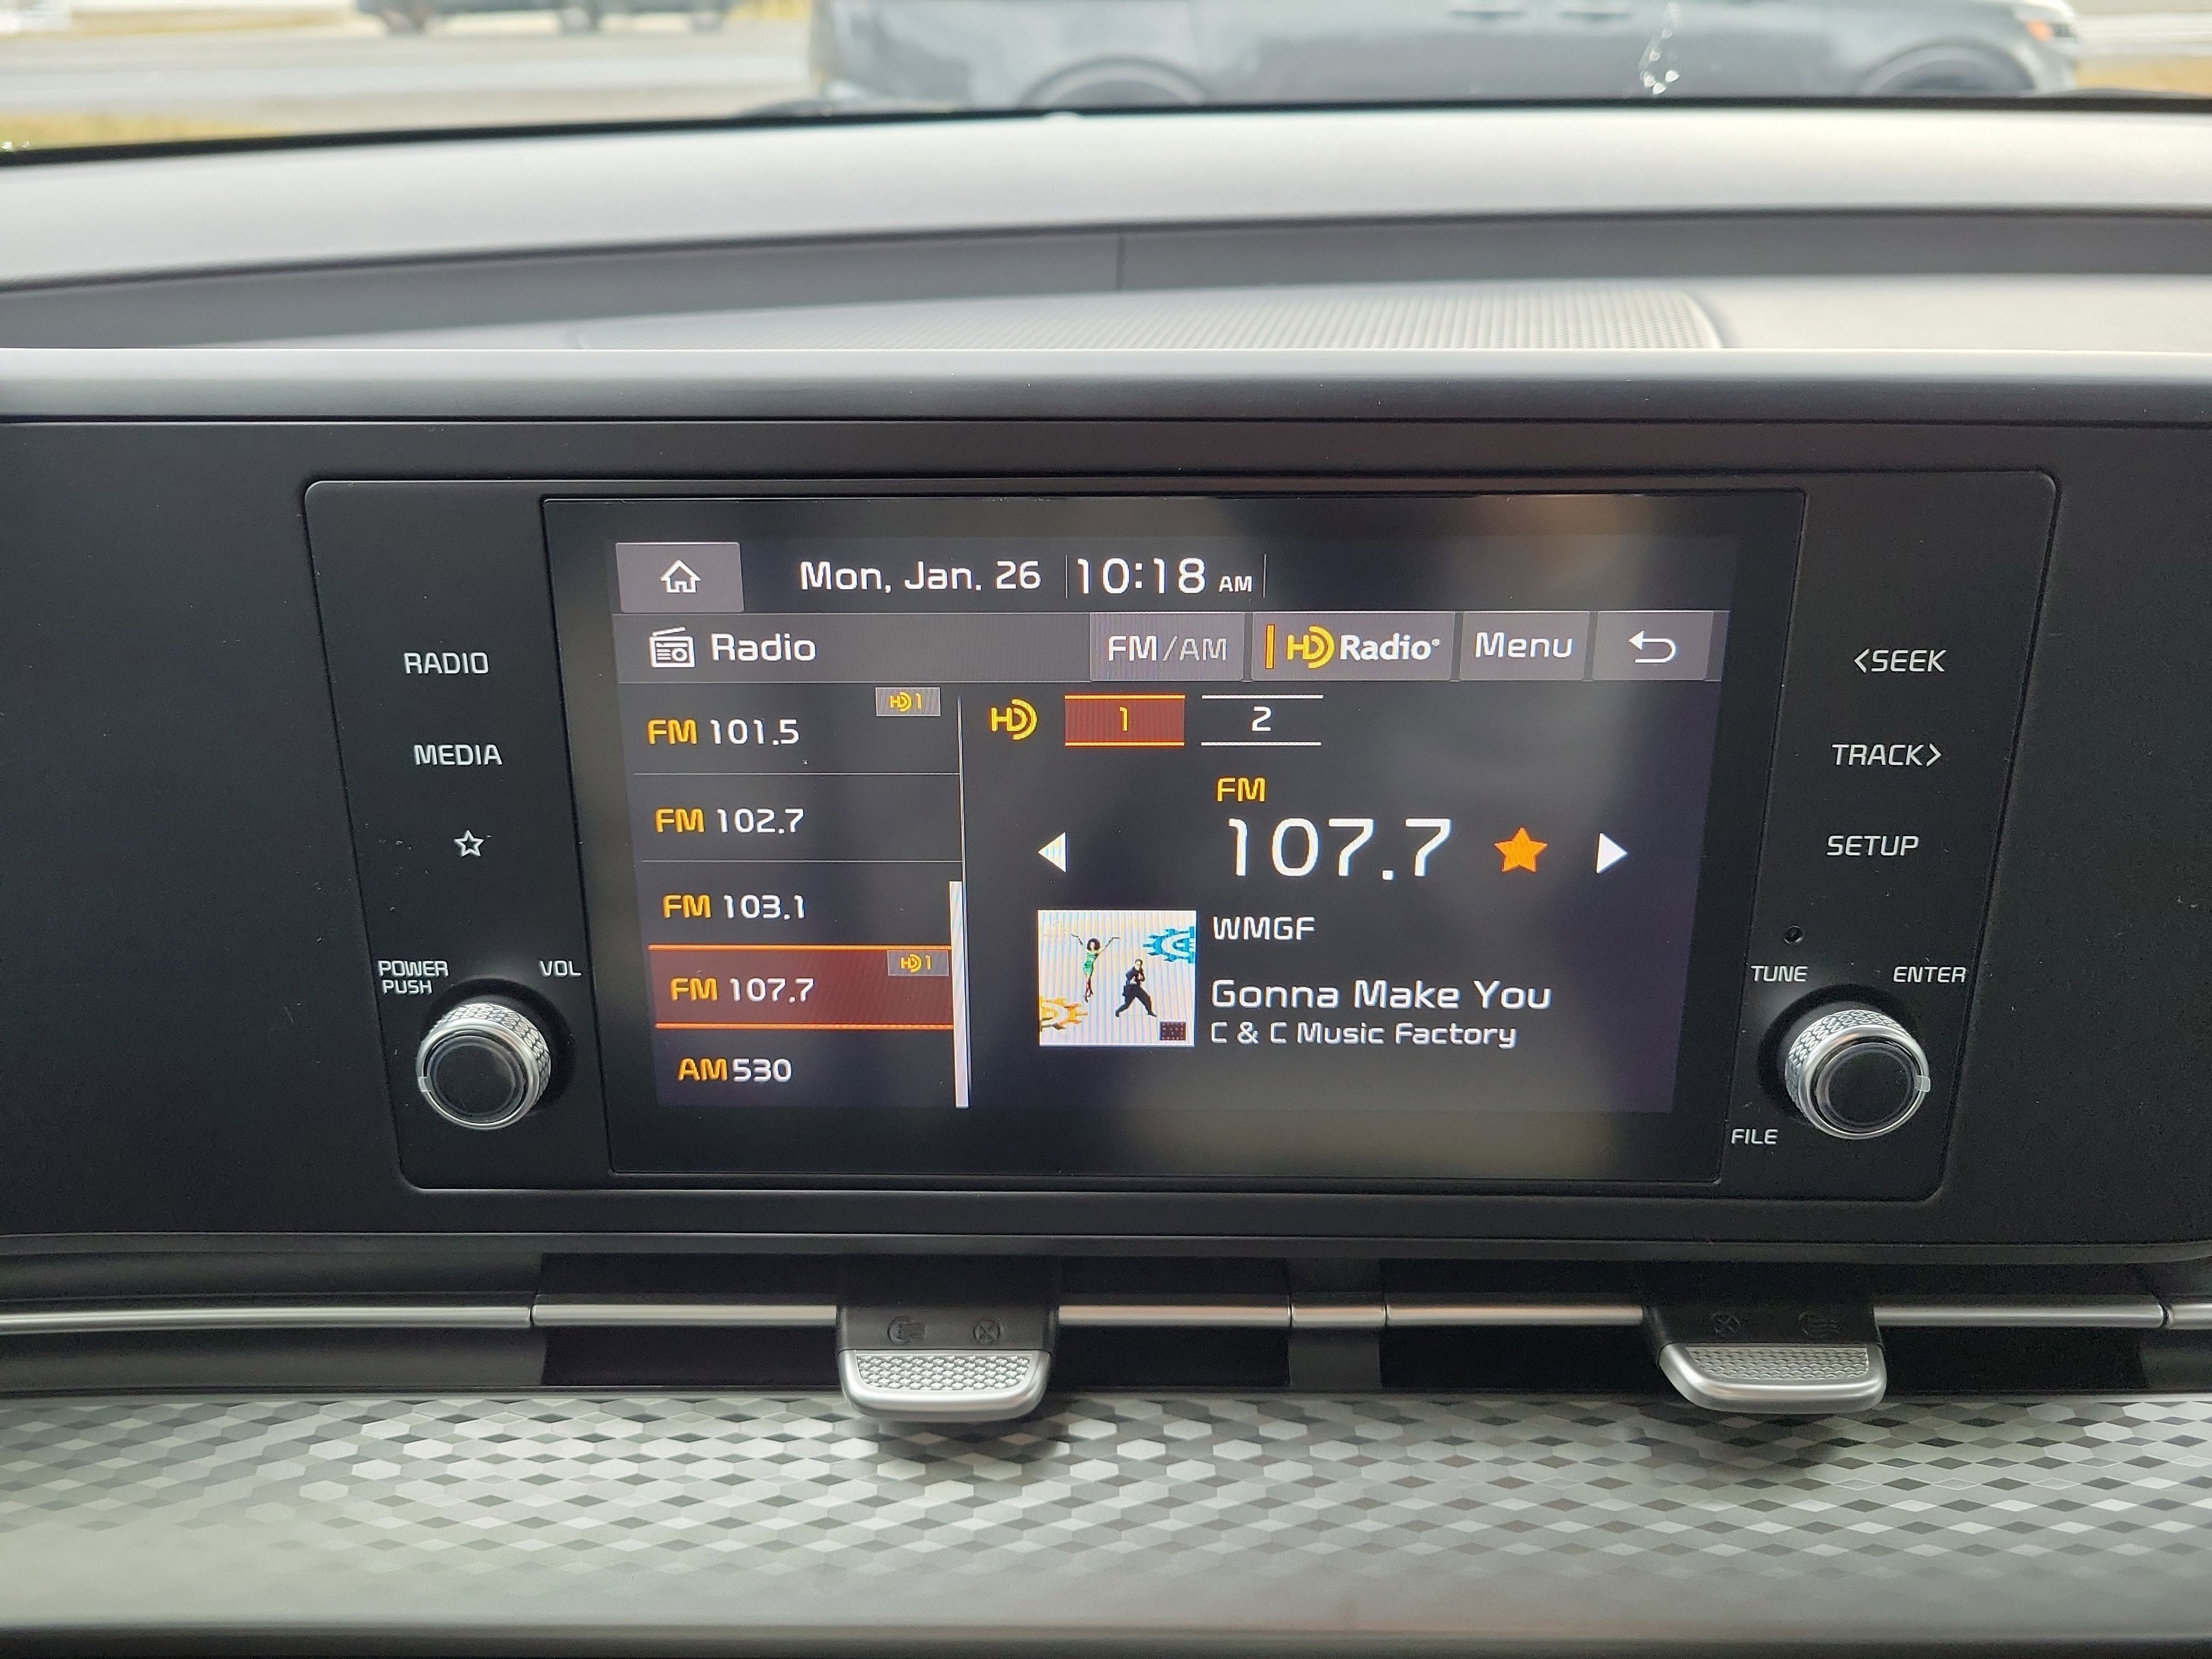 Mon, Jan. 26 10:18 AM
Radio FM/AM HD Radio® Menu
RADIO
MEDIA
POWER PUSH
VOL
FM 101.5 HD1
FM 102.7
FM 103.1
FM 107.7 HD1
AM 530
HD 1 2
FM
107.7
WMGF
Gonna Make You
C & C Music Factory
<SEEK
TRACK>
SETUP
TUNE
ENTER
FILE